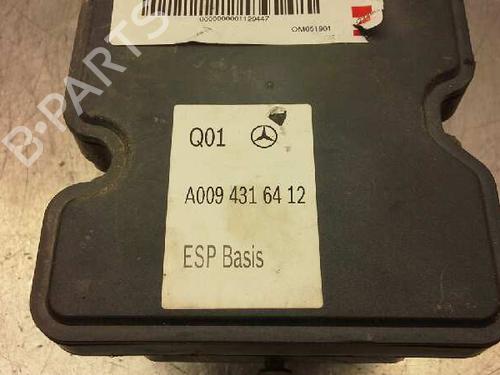 0000000001129447
OM651901
Q01
A009 431 64 12
ESP Basis
B-PARTS